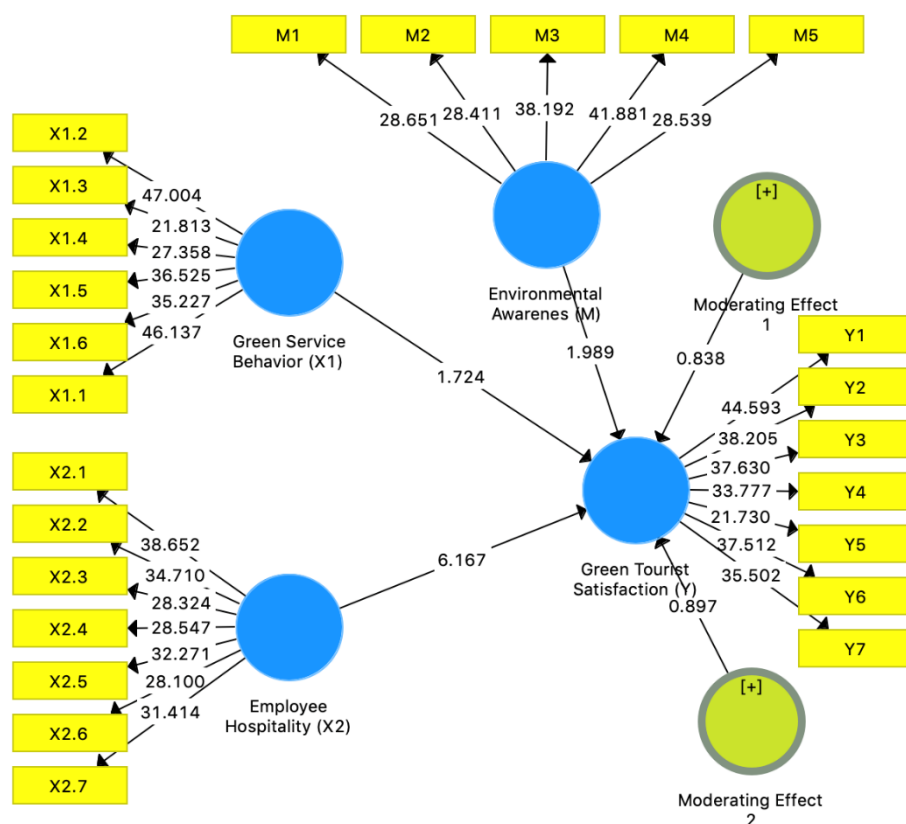 M1
M2
M3
M4
M5
28.651
28.411
38.192
41.881
28.539
X1.2
X1.3
X1.4
X1.5
X1.6
X1.1
47.004
21.813
27.358
36.525
35.227
46.137
Green Service
Behavior (X1)
Environmental
Awarenes (M)
[+]
Moderating Effect
1
1.724
1.989
0.838
Y1
Y2
Y3
Y4
Y5
Y6
Y7
44.593
38.205
37.630
33.777
21.730
37.512
35.502
Green Tourist
Satisfaction (Y)
X2.1
X2.2
X2.3
X2.4
X2.5
X2.6
X2.7
38.652
34.710
28.324
28.547
32.271
28.100
31.414
Employee
Hospitality (X2)
6.167
0.897
[+]
Moderating Effect
2